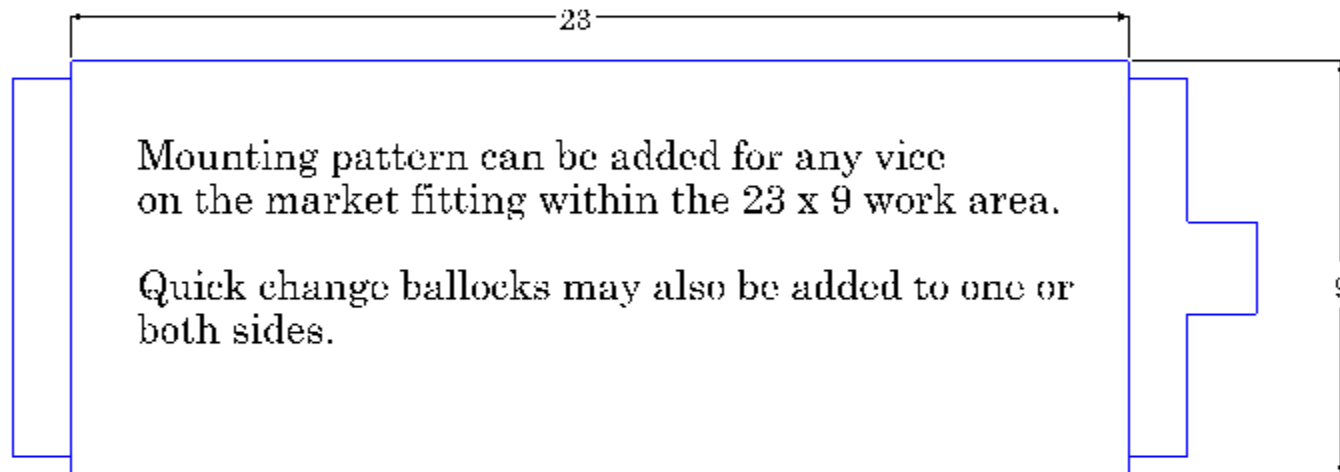 23
Mounting pattern can be added for any vice
on the market fitting within the 23 x 9 work area.
Quick change ballocks may also be added to one or
both sides.
9